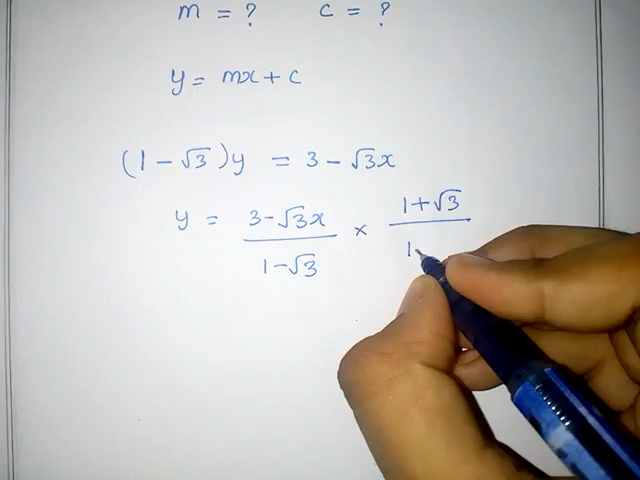 m = ? c = ?
y = mx + c
(1 - √3)y = 3 - √3x
y = (3 - √3x)/(1 - √3) × (1 + √3)/1